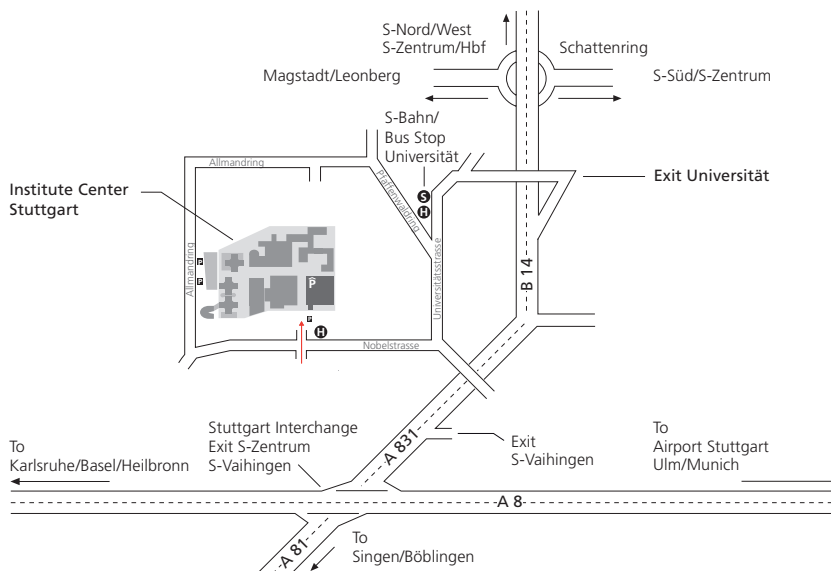 S-Nord/West
S-Zentrum/Hbf
Schattenring
Magstadt/Leonberg
S-Süd/S-Zentrum
S-Bahn/
Bus Stop
Universität
Allmandring
Pfaffenwaldring
Exit Universität
Institute Center
Stuttgart
S
H
Allmandring
P
P
P
P
Universitätsstrasse
B 14
H
Nobelstrasse
Stuttgart Interchange
Exit S-Zentrum
S-Vaihingen
A 831
Exit
S-Vaihingen
To
Karlsruhe/Basel/Heilbronn
To
Airport Stuttgart
Ulm/Munich
A 8
A 81
To
Singen/Böblingen